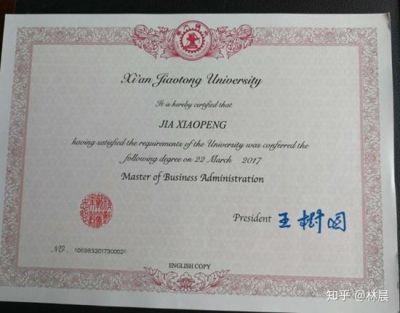 Xi'an Jiaotong University
It is hereby certified that
JIA XIAOPENG
having satisfied the requirements of the University was conferred the
following degree on 22 March 2017
Master of Business Administration
President 王树国
ENGLISH COPY
知乎 @林晨